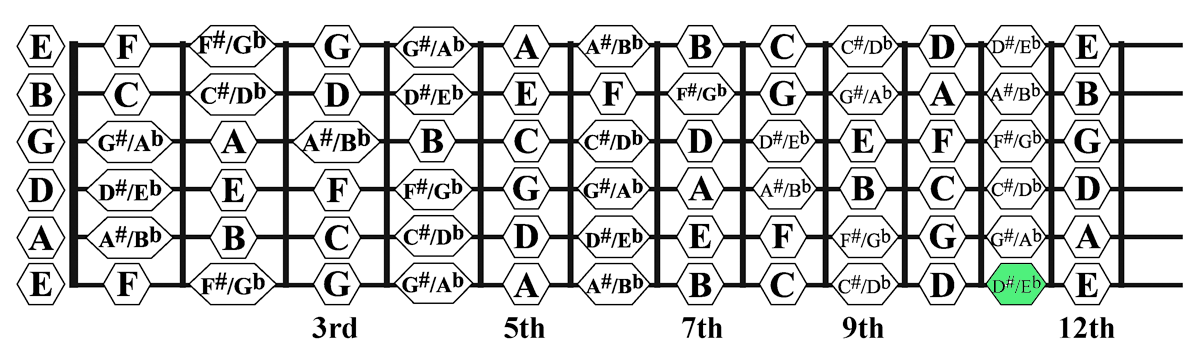 E F F#/Gb G G#/Ab A A#/Bb B C C#/Db D D#/Eb E
B C C#/Db D D#/Eb E F F#/Gb G G#/Ab A A#/Bb B
G G#/Ab A A#/Bb B C C#/Db D D#/Eb E F F#/Gb G
D D#/Eb E F F#/Gb G G#/Ab A A#/Bb B C C#/Db D
A A#/Bb B C C#/Db D D#/Eb E F F#/Gb G G#/Ab A
E F F#/Gb G G#/Ab A A#/Bb B C C#/Db D D#/Eb E
3rd 5th 7th 9th 12th